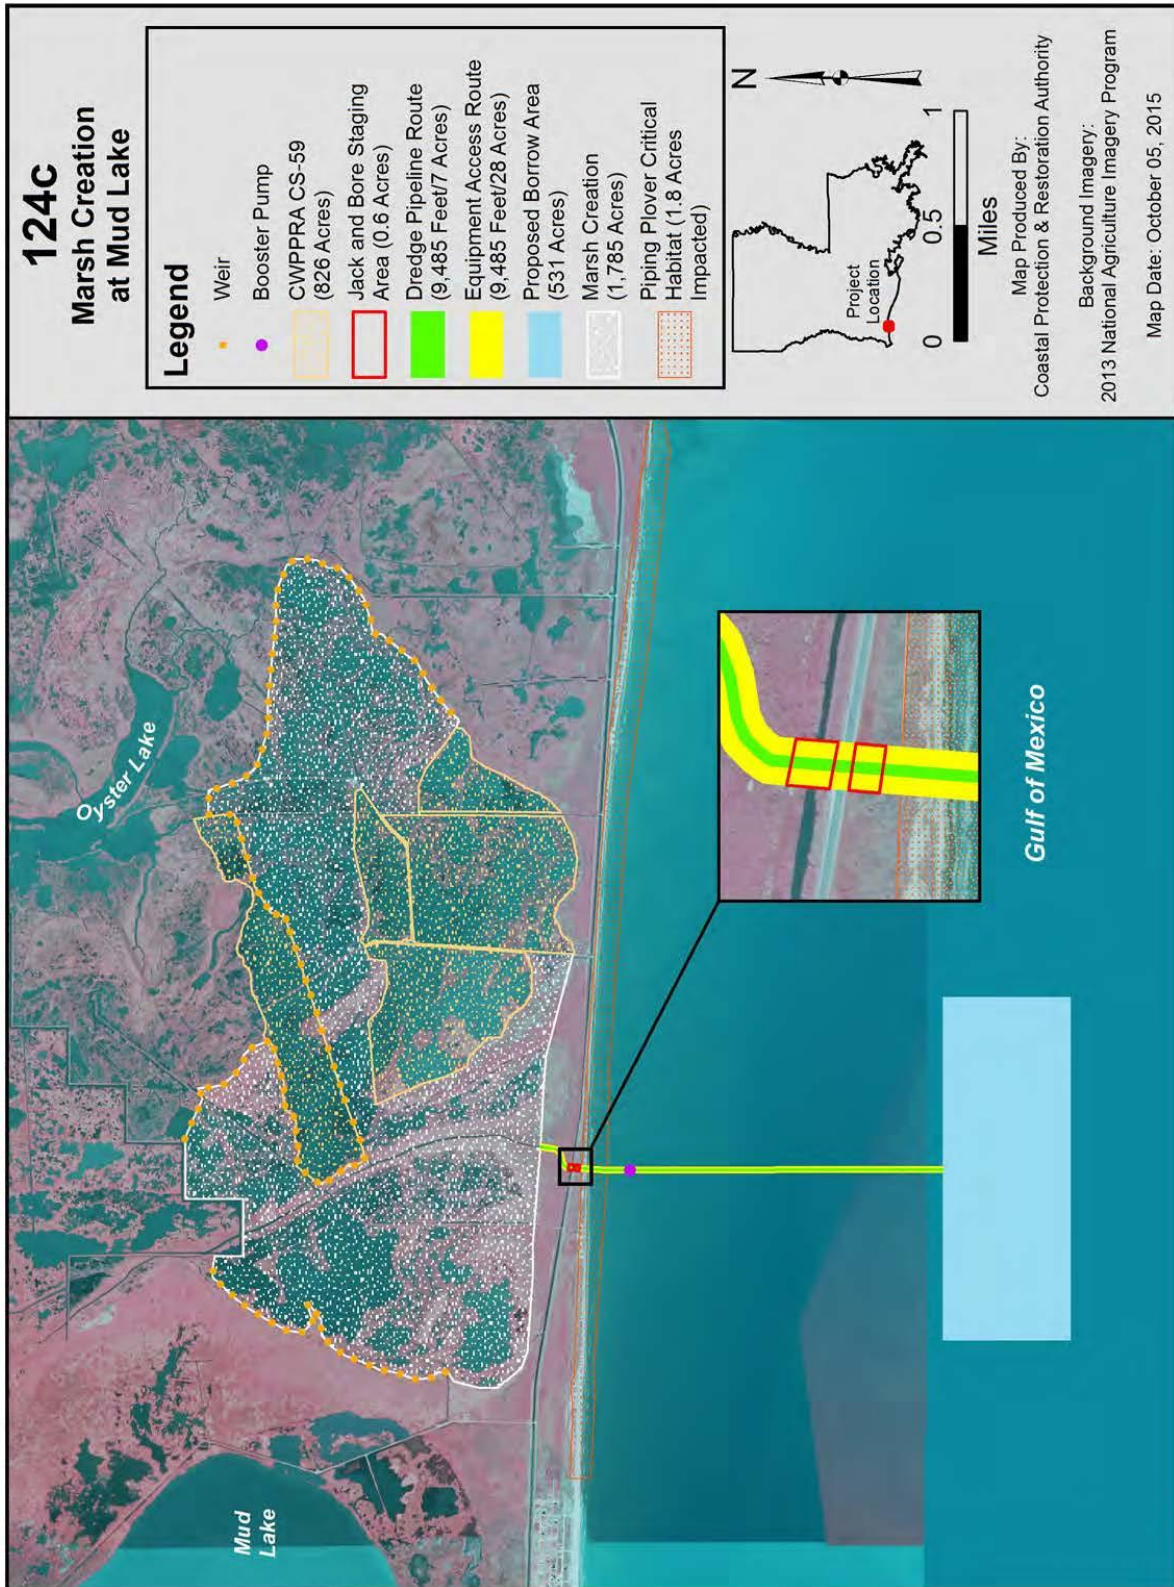 124c
Marsh Creation
at Mud Lake
Legend
Weir
Booster Pump
CWPPRA CS-59
(826 Acres)
Jack and Bore Staging
Area (0.6 Acres)
Dredge Pipeline Route
(9,485 Feet/7 Acres)
Equipment Access Route
(9,485 Feet/28 Acres)
Proposed Borrow Area
(531 Acres)
Marsh Creation
(1,785 Acres)
Piping Plover Critical
Habitat (1.8 Acres
Impacted)
N
Project
Location
0 0.5 1
Miles
Map Produced By:
Coastal Protection & Restoration Authority
Background Imagery:
2013 National Agriculture Imagery Program
Map Date: October 05, 2015
Oyster Lake
Mud
Lake
Gulf of Mexico